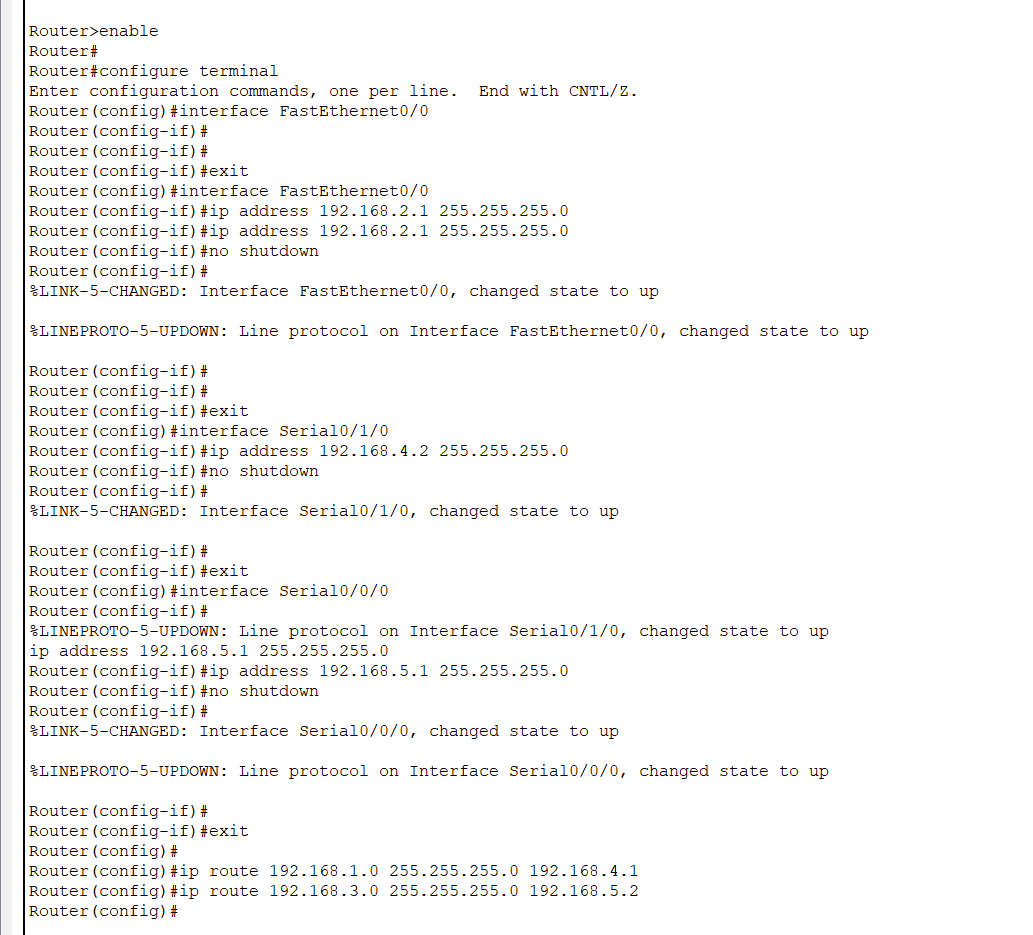 Router>enable
Router#
Router#configure terminal
Enter configuration commands, one per line.  End with CNTL/Z.
Router(config)#interface FastEthernet0/0
Router(config-if)#
Router(config-if)#
Router(config-if)#exit
Router(config)#interface FastEthernet0/0
Router(config-if)#ip address 192.168.2.1 255.255.255.0
Router(config-if)#ip address 192.168.2.1 255.255.255.0
Router(config-if)#no shutdown
Router(config-if)#
%LINK-5-CHANGED: Interface FastEthernet0/0, changed state to up
%LINEPROTO-5-UPDOWN: Line protocol on Interface FastEthernet0/0, changed state to up
Router(config-if)#
Router(config-if)#
Router(config-if)#exit
Router(config)#interface Serial0/1/0
Router(config-if)#ip address 192.168.4.2 255.255.255.0
Router(config-if)#no shutdown
Router(config-if)#
%LINK-5-CHANGED: Interface Serial0/1/0, changed state to up
Router(config-if)#
Router(config-if)#exit
Router(config)#interface Serial0/0/0
Router(config-if)#
%LINEPROTO-5-UPDOWN: Line protocol on Interface Serial0/1/0, changed state to up
ip address 192.168.5.1 255.255.255.0
Router(config-if)#ip address 192.168.5.1 255.255.255.0
Router(config-if)#no shutdown
Router(config-if)#
%LINK-5-CHANGED: Interface Serial0/0/0, changed state to up
%LINEPROTO-5-UPDOWN: Line protocol on Interface Serial0/0/0, changed state to up
Router(config-if)#
Router(config-if)#exit
Router(config)#
Router(config)#ip route 192.168.1.0 255.255.255.0 192.168.4.1
Router(config)#ip route 192.168.3.0 255.255.255.0 192.168.5.2
Router(config)#